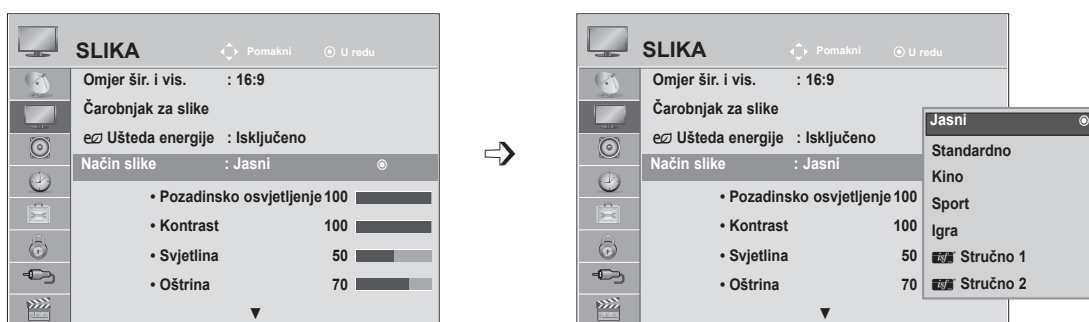 SLIKA Pomakni U redu
Omjer šir. i vis. : 16:9
Čarobnjak za slike
Ušteda energije : Isključeno
Način slike : Jasni
• Pozadinsko osvjetljenje 100
• Kontrast 100
• Svjetlina 50
• Oštrina 70
SLIKA Pomakni U redu
Omjer šir. i vis. : 16:9
Čarobnjak za slike
Ušteda energije : Isključeno
Način slike : Jasni
• Pozadinsko osvjetljenje 100
• Kontrast 100
• Svjetlina 50
• Oštrina 70
Jasni
Standardno
Kino
Sport
Igra
isf Stručno 1
isf Stručno 2